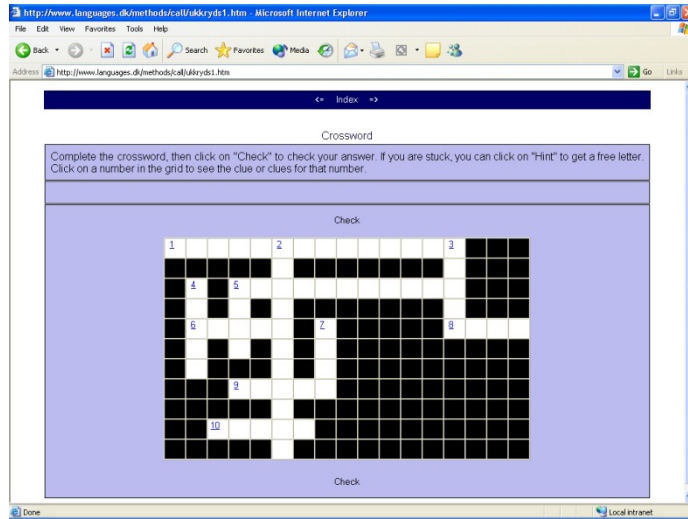 http://www.languages.dk/methods/call/ukkryds1.htm - Microsoft Internet Explorer
File Edit View Favorites Tools Help
Back Search Favorites Media
Address http://www.languages.dk/methods/call/ukkryds1.htm Go Links
<= Index =>
Crossword
Complete the crossword, then click on "Check" to check your answer. If you are stuck, you can click on "Hint" to get a free letter.
Click on a number in the grid to see the clue or clues for that number.
Check
1 2 3
4 5
6 7 8
9
10
Check
Done Local intranet